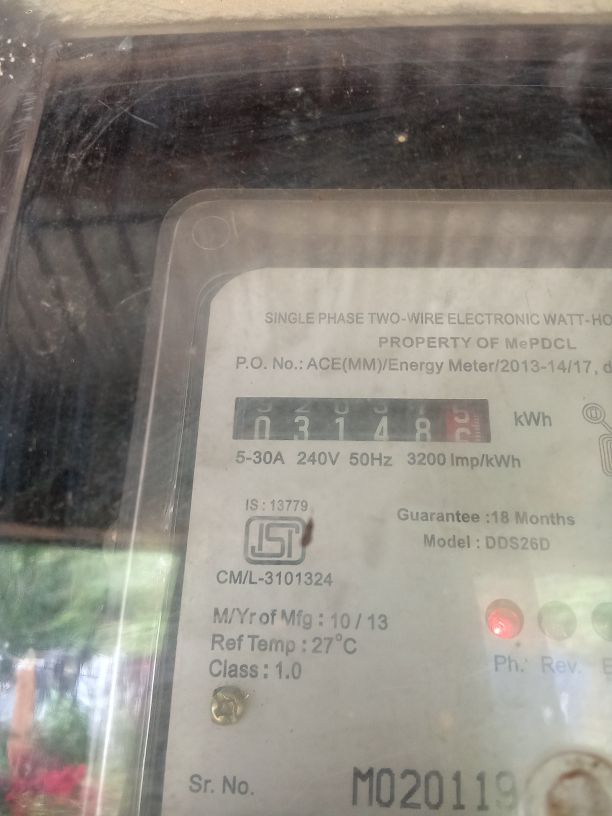 SINGLE PHASE TWO-WIRE ELECTRONIC WATT-HO
PROPERTY OF MePDCL
P.O. No.: ACE(MM)/Energy Meter/2013-14/17, d
03148 kWh
5-30A 240V 50Hz 3200 Imp/kWh
IS : 13779
ISI
Guarantee :18 Months
Model : DDS26D
CM/L-3101324
M/Yr of Mfg : 10 / 13
Ref Temp : 27°C
Class : 1.0
Ph. Rev. E
Sr. No. M020119